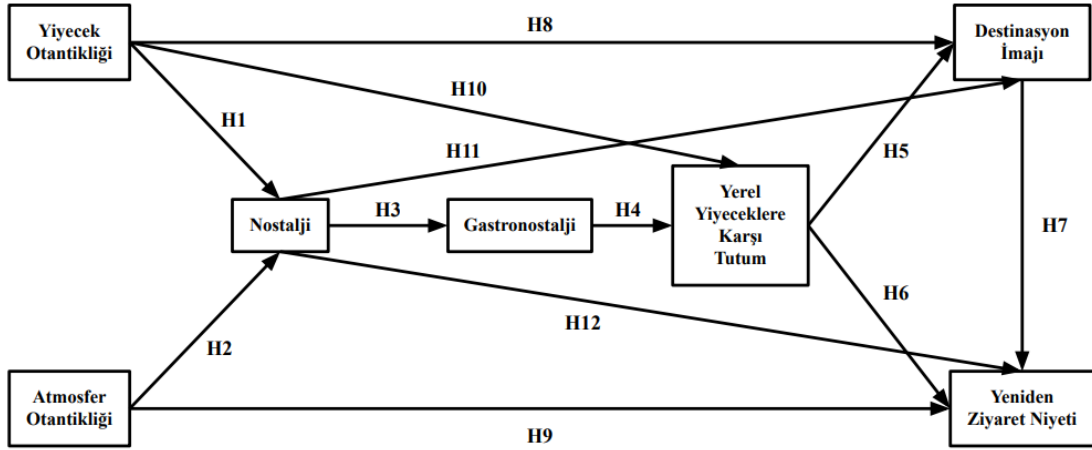 Yiyecek
Otantikliği
H8
Destinasyon
İmajı
H10
H1
H11
H5
Nostalji
H3
Gastronostalji
H4
Yerel
Yiyeceklere
Karşı
Tutum
H7
H6
H12
H2
Atmosfer
Otantikliği
H9
Yeniden
Ziyaret Niyeti